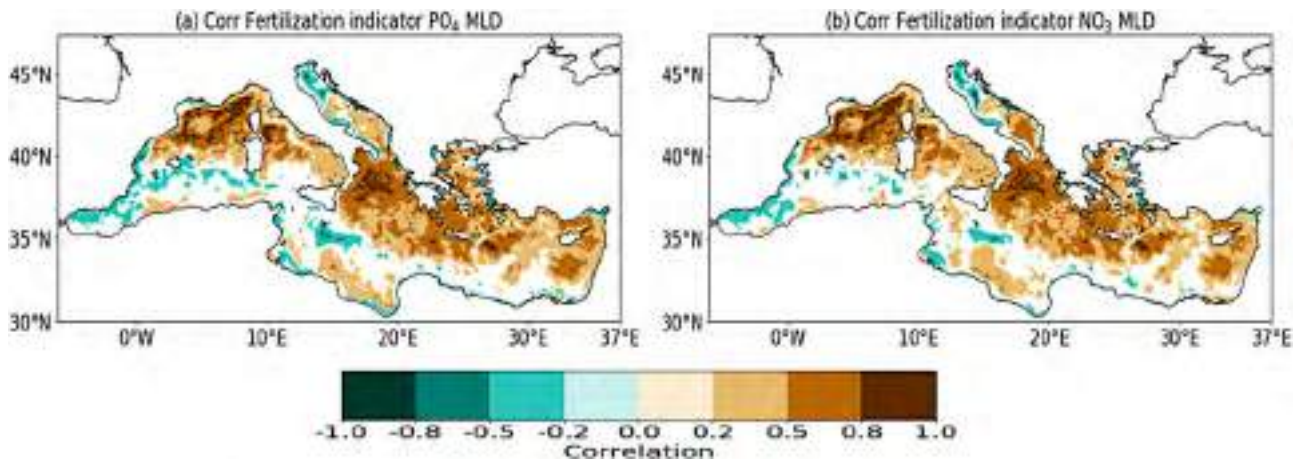 (a) Corr Fertilization indicator PO₄ MLD
(b) Corr Fertilization indicator NO₃ MLD
45°N
40°N
35°N
30°N
0°W 10°E 20°E 30°E 37°E
45°N
40°N
35°N
30°N
0°W 10°E 20°E 30°E 37°E
-1.0 -0.8 -0.5 -0.2 0.0 0.2 0.5 0.8 1.0
Correlation